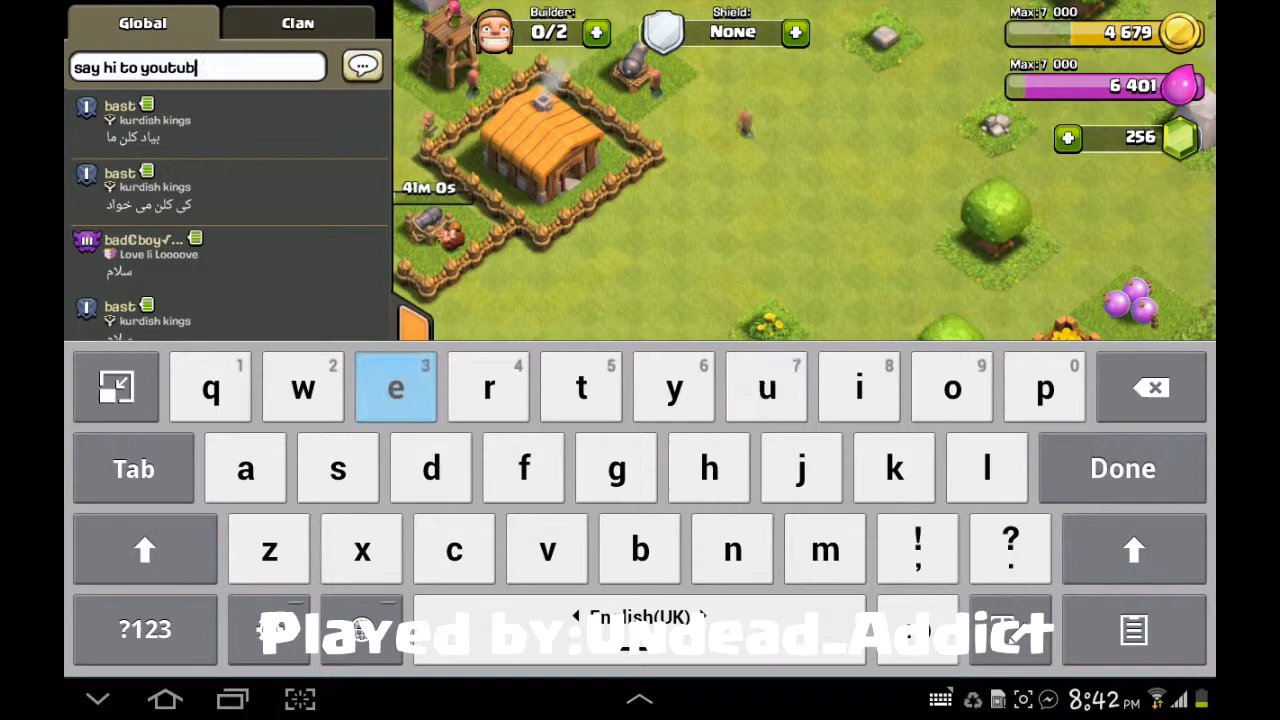 Global
Clan
say hi to youtub
bast
kurdish kings
بیاد کلن ما
bast
kurdish kings
کی کلن می خواد
bad€boy√...
Love li Loooove
سلام
bast
kurdish kings
Builder:
0/2
Shield:
None
Max:7 000
4 679
Max:7 000
6 401
256
41M 0s
q 1 w 2 e 3 r 4 t 5 y 6 u 7 i 8 o 9 p 0
Tab a s d f g h j k l Done
z x c v b n m ! , ? .
?123
English(UK)
Played by:Undead_Addict
8:42 PM